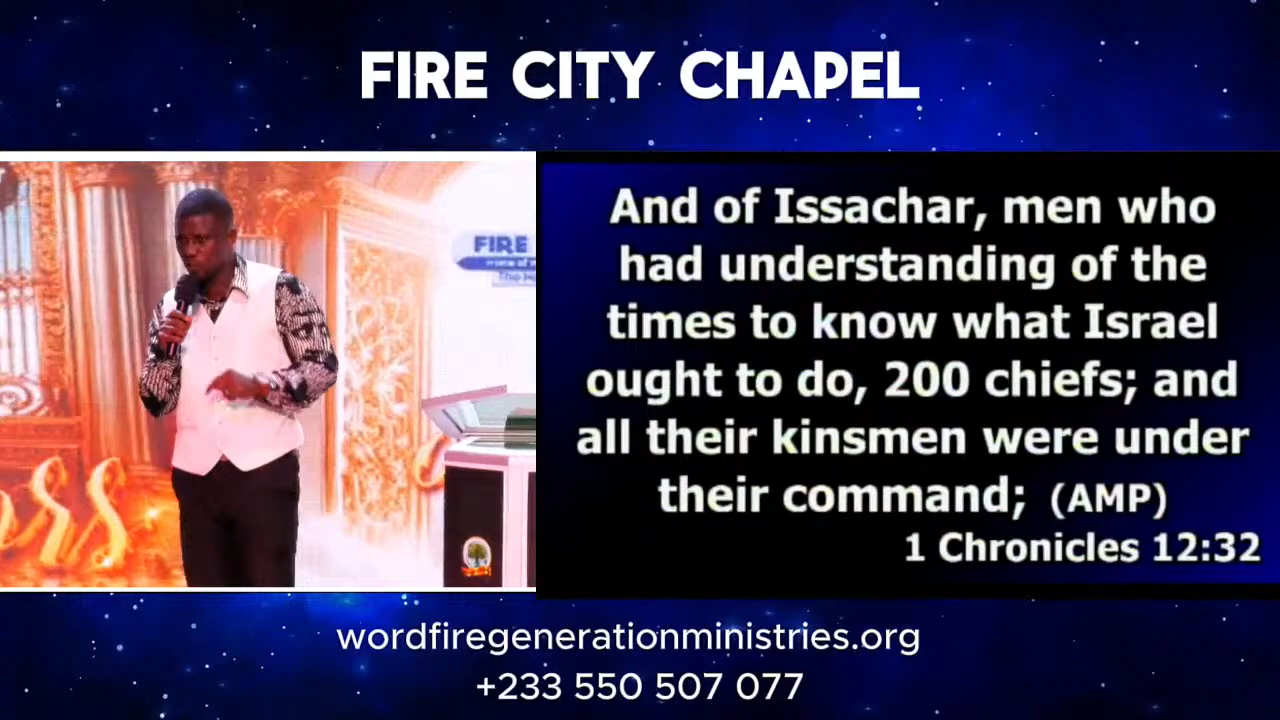 FIRE CITY CHAPEL
FIRE
And of Issachar, men who
had understanding of the
times to know what Israel
ought to do, 200 chiefs; and
all their kinsmen were under
their command; (AMP)
1 Chronicles 12:32
wordfiregenerationministries.org
+233 550 507 077